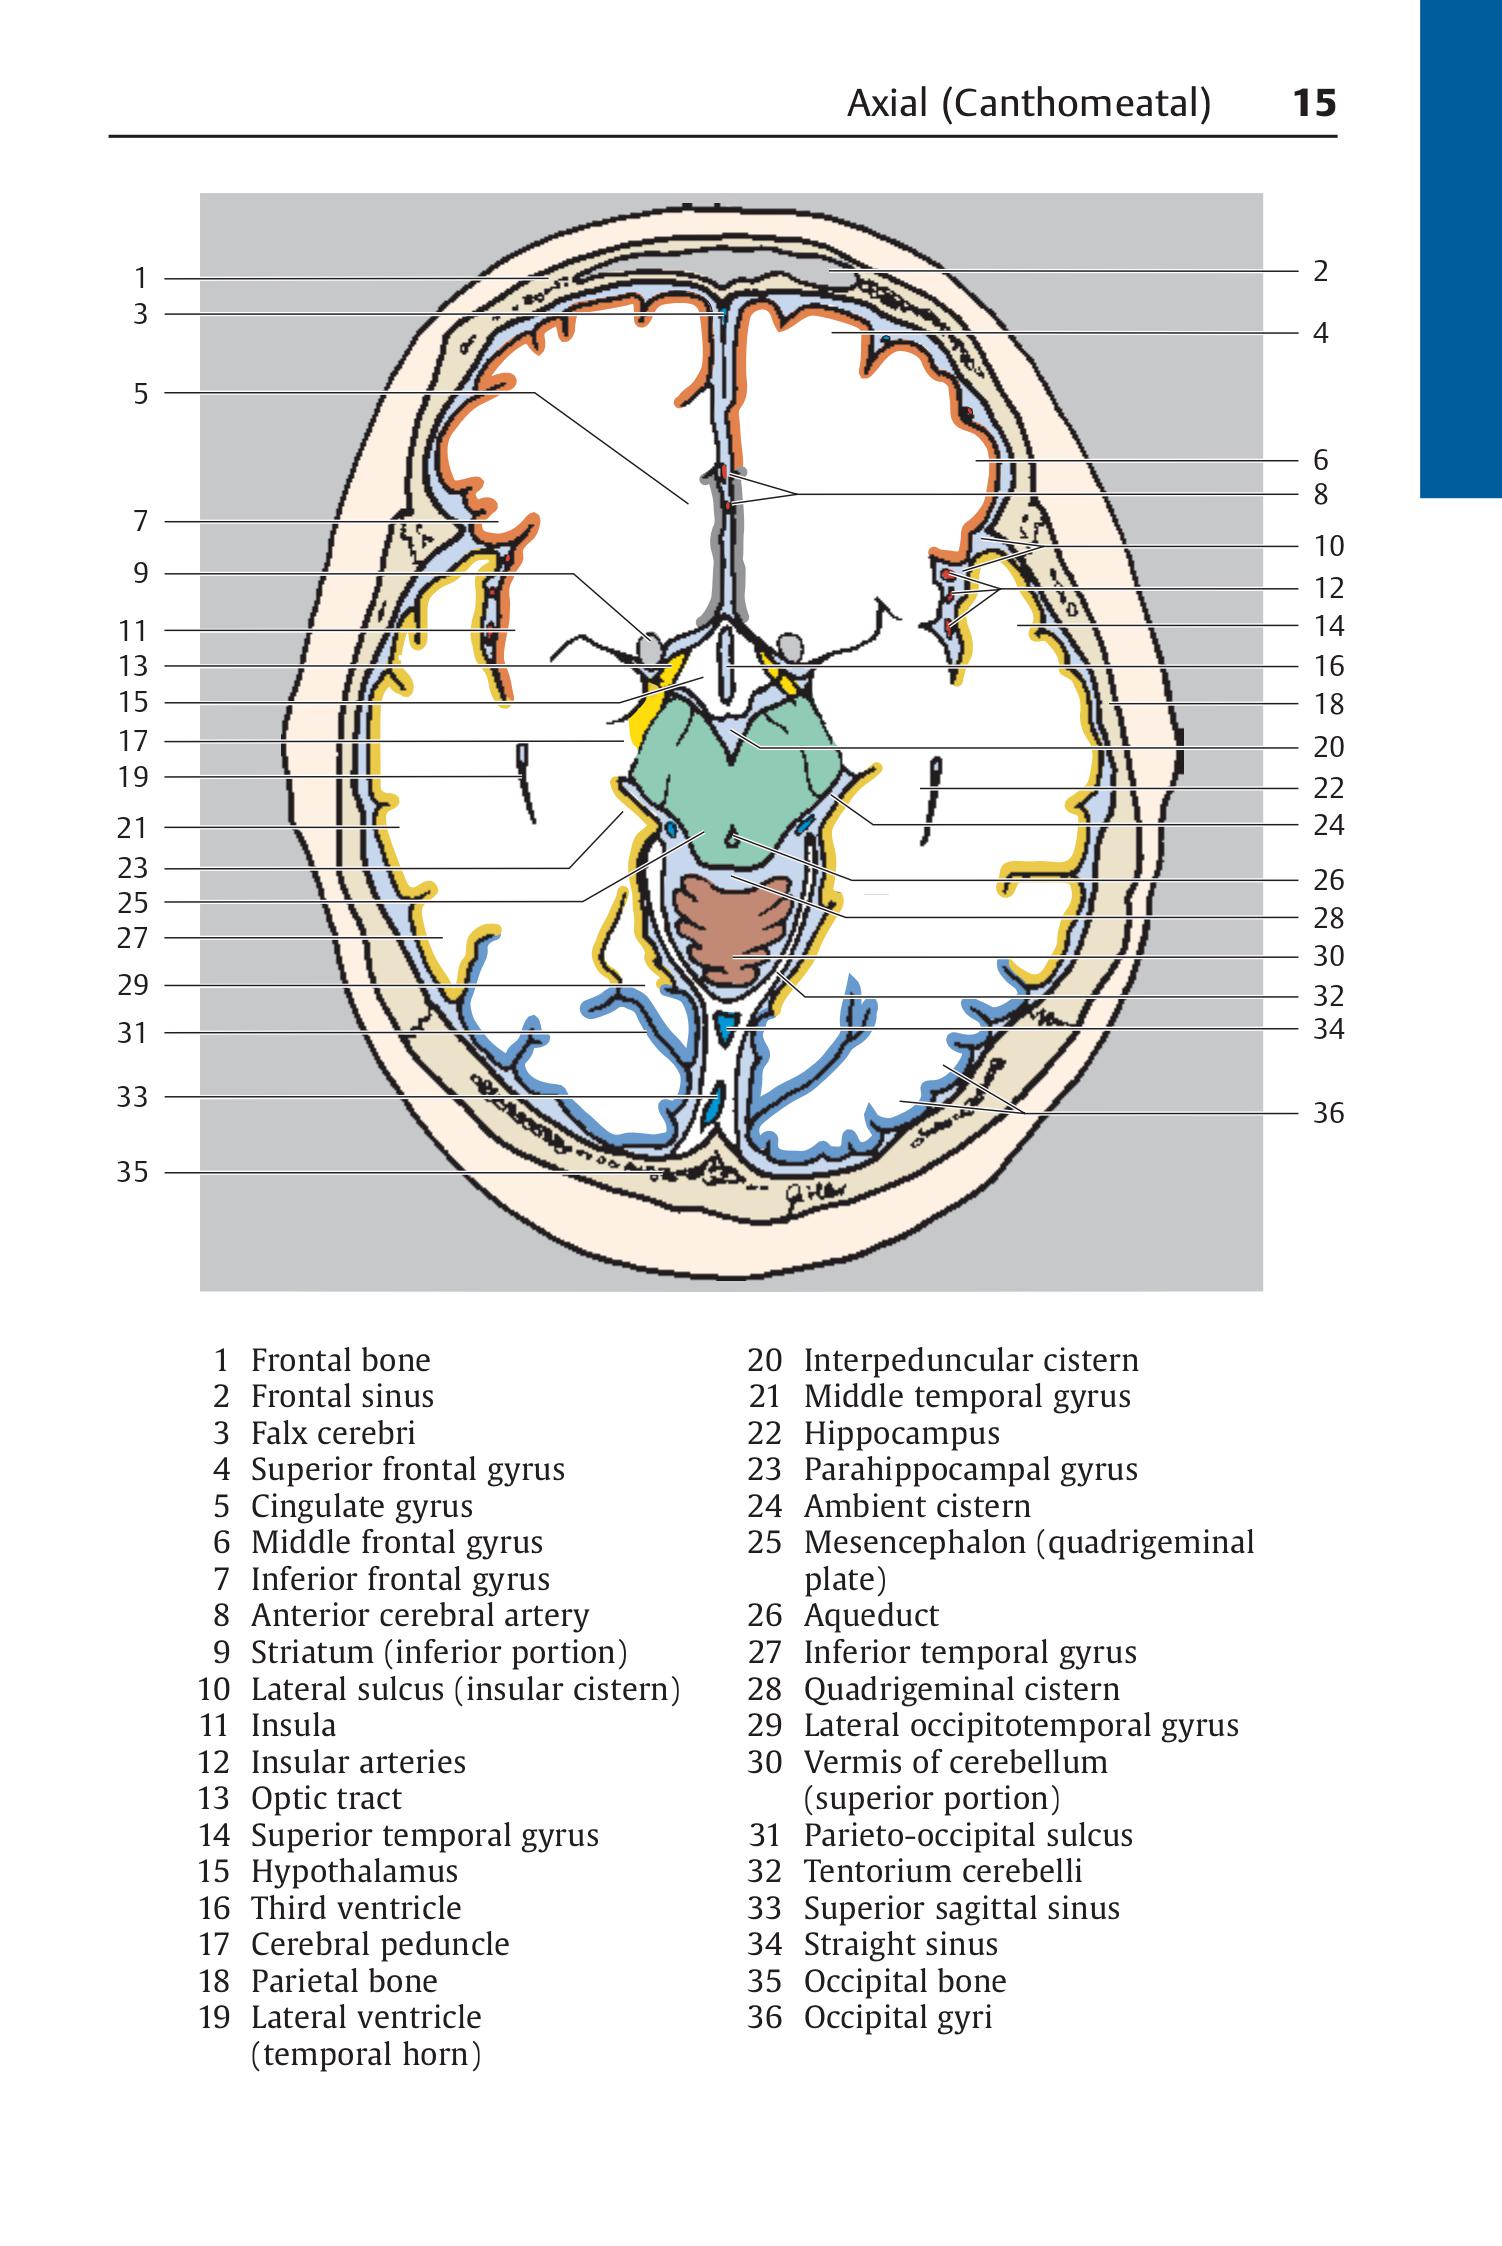 Axial (Canthomeatal) 15
1
2
3
4
5
6
7
8
9
10
11
12
13
14
15
16
17
18
19
20
21
22
23
24
25
26
27
28
29
30
31
32
33
34
35
36
1 Frontal bone
2 Frontal sinus
3 Falx cerebri
4 Superior frontal gyrus
5 Cingulate gyrus
6 Middle frontal gyrus
7 Inferior frontal gyrus
8 Anterior cerebral artery
9 Striatum (inferior portion)
10 Lateral sulcus (insular cistern)
11 Insula
12 Insular arteries
13 Optic tract
14 Superior temporal gyrus
15 Hypothalamus
16 Third ventricle
17 Cerebral peduncle
18 Parietal bone
19 Lateral ventricle
(temporal horn)
20 Interpeduncular cistern
21 Middle temporal gyrus
22 Hippocampus
23 Parahippocampal gyrus
24 Ambient cistern
25 Mesencephalon (quadrigeminal
plate)
26 Aqueduct
27 Inferior temporal gyrus
28 Quadrigeminal cistern
29 Lateral occipitotemporal gyrus
30 Vermis of cerebellum
(superior portion)
31 Parieto-occipital sulcus
32 Tentorium cerebelli
33 Superior sagittal sinus
34 Straight sinus
35 Occipital bone
36 Occipital gyri